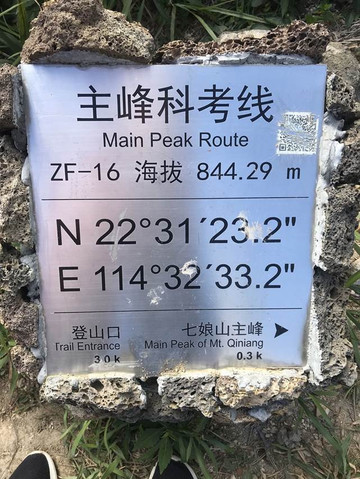 主峰科考线
Main Peak Route
ZF-16 海拔 844.29 m
N 22°31′23.2"
E 114°32′33.2"
登山口 七娘山主峰
Trail Entrance Main Peak of Mt. Qiniang
3.0 k 0.3 k